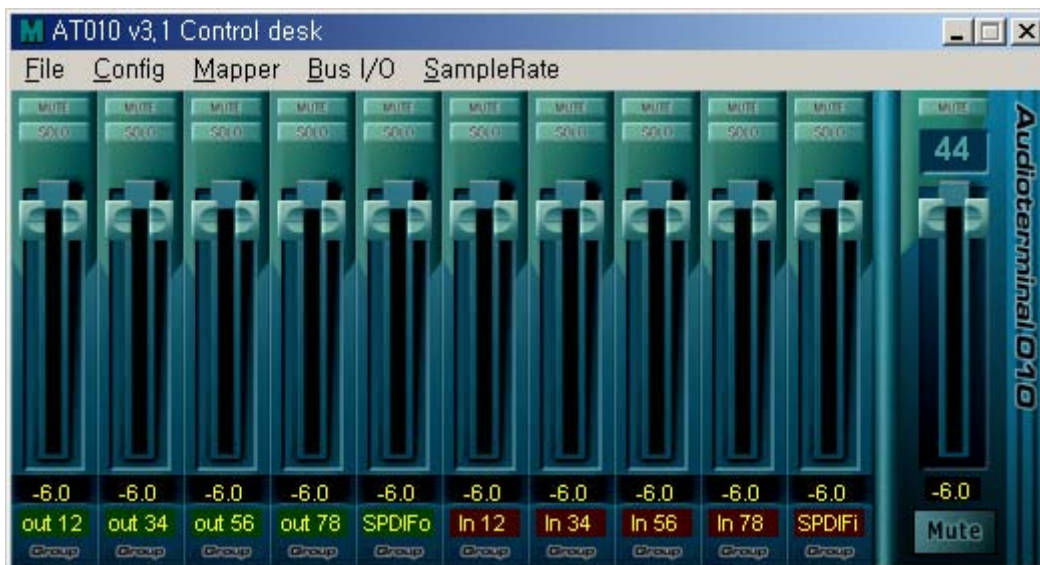 M AT010 v3,1 Control desk
File Config Mapper Bus I/O SampleRate
MUTE MUTE MUTE MUTE MUTE MUTE MUTE MUTE MUTE MUTE MUTE
SOLO SOLO SOLO SOLO SOLO SOLO SOLO SOLO SOLO SOLO
44
Audioterminal 010
-6.0 -6.0 -6.0 -6.0 -6.0 -6.0 -6.0 -6.0 -6.0 -6.0 -6.0
out 12 out 34 out 56 out 78 SPDIFo In 12 In 34 In 56 In 78 SPDIFi Mute
Group Group Group Group Group Group Group Group Group Group